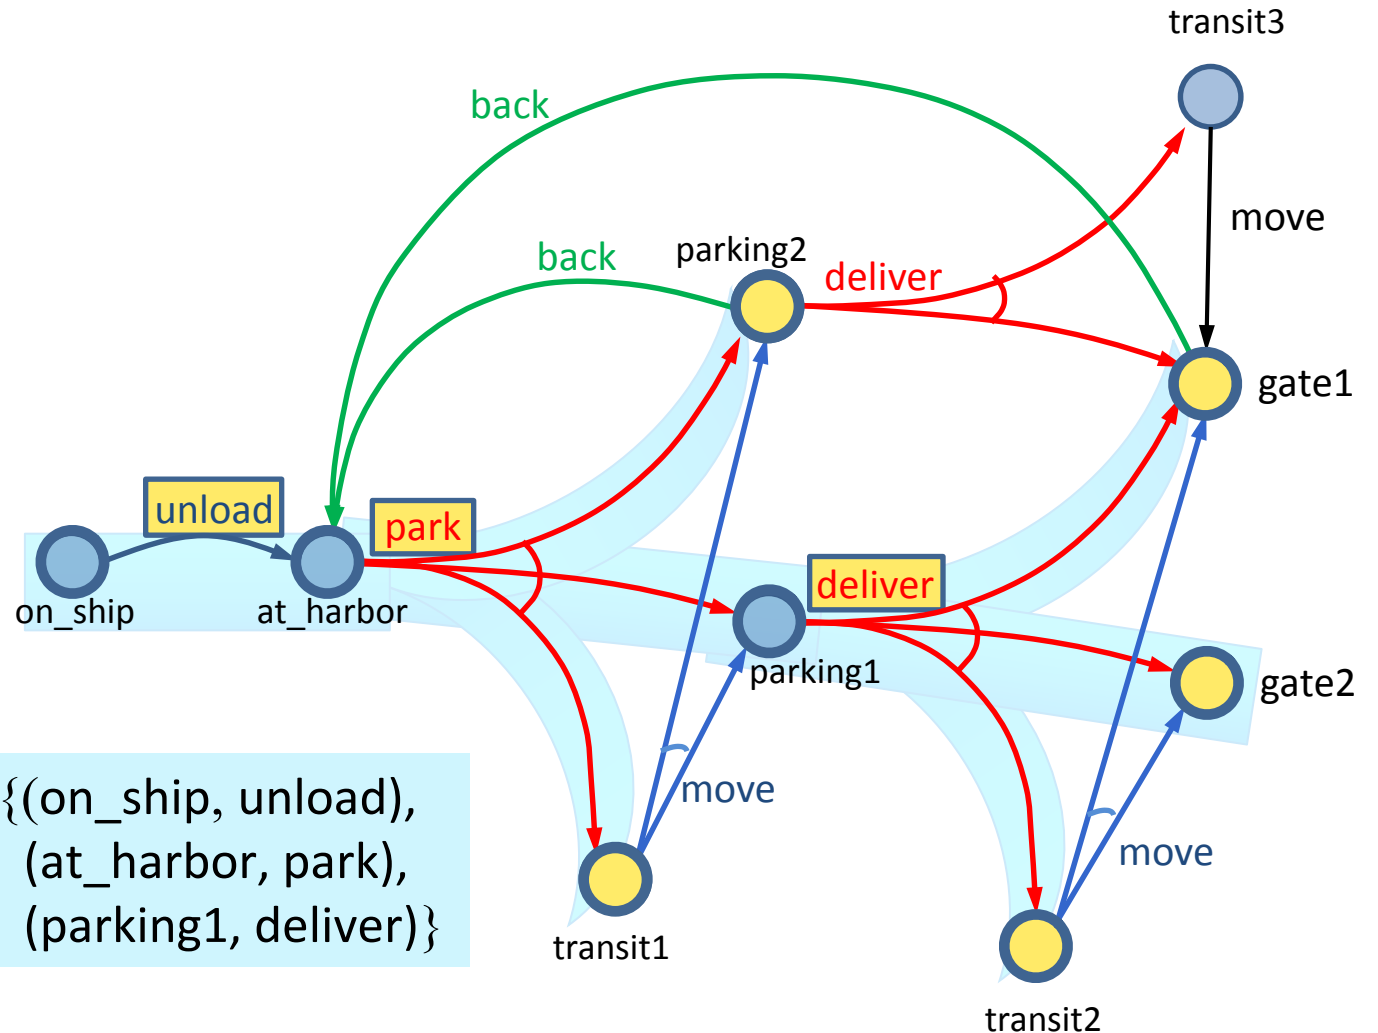 transit3
back
move
parking2
back
deliver
gate1
unload
park
deliver
on_ship
at_harbor
parking1
gate2
move
{(on_ship, unload),
(at_harbor, park),
(parking1, deliver)}
move
transit1
transit2